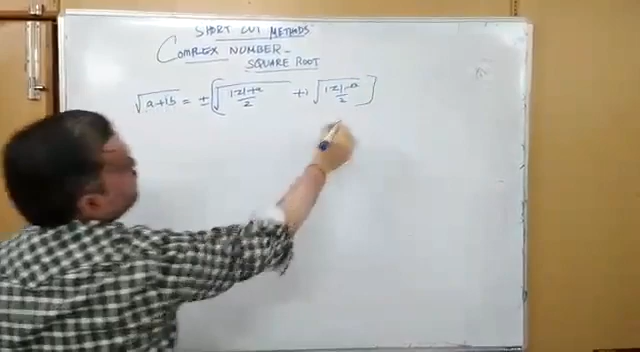 SHORT CUT METHODS
COMPLEX NUMBER -
SQUARE ROOT
√a+ib = ± [√|z|+a/2 + i √|z|-a/2]